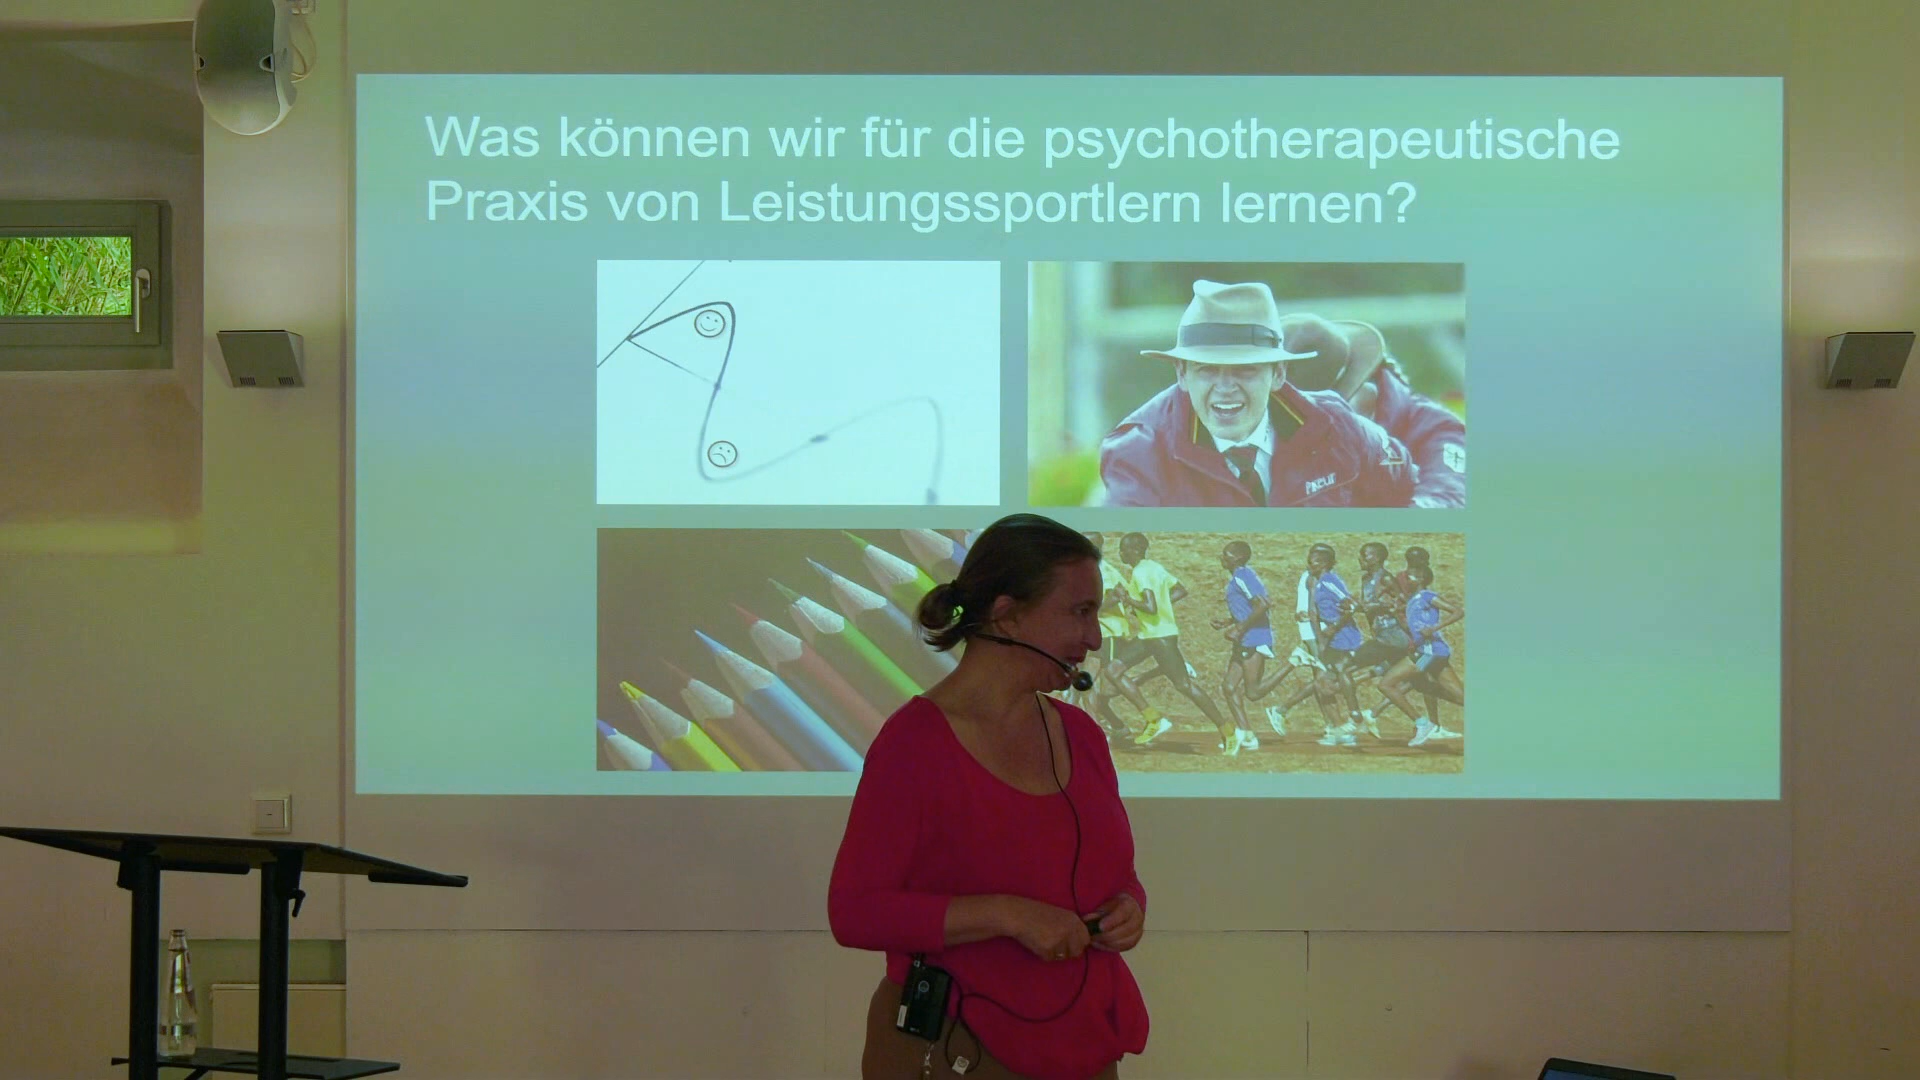 Was können wir für die psychotherapeutische
Praxis von Leistungssportlern lernen?